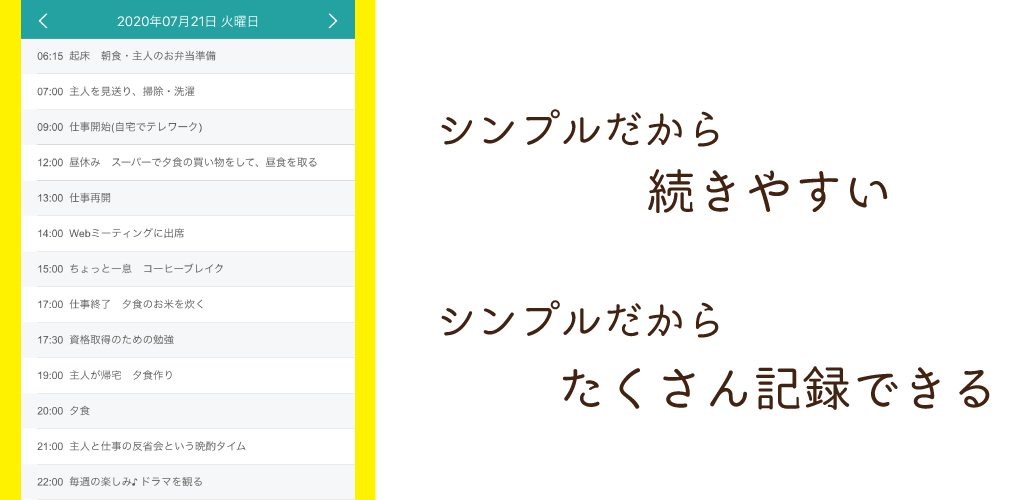 2020年07月21日 火曜日
06:15 起床　朝食・主人のお弁当準備
07:00 主人を見送り、掃除・洗濯
09:00 仕事開始(自宅でテレワーク)
12:00 昼休み　スーパーで夕食の買い物をして、昼食を取る
13:00 仕事再開
14:00 Webミーティングに出席
15:00 ちょっと一息　コーヒーブレイク
17:00 仕事終了　夕食のお米を炊く
17:30 資格取得のための勉強
19:00 主人が帰宅　夕食作り
20:00 夕食
21:00 主人と仕事の反省会という晩酌タイム
22:00 毎週の楽しみ♪ ドラマを観る
シンプルだから
続きやすい
シンプルだから
たくさん記録できる